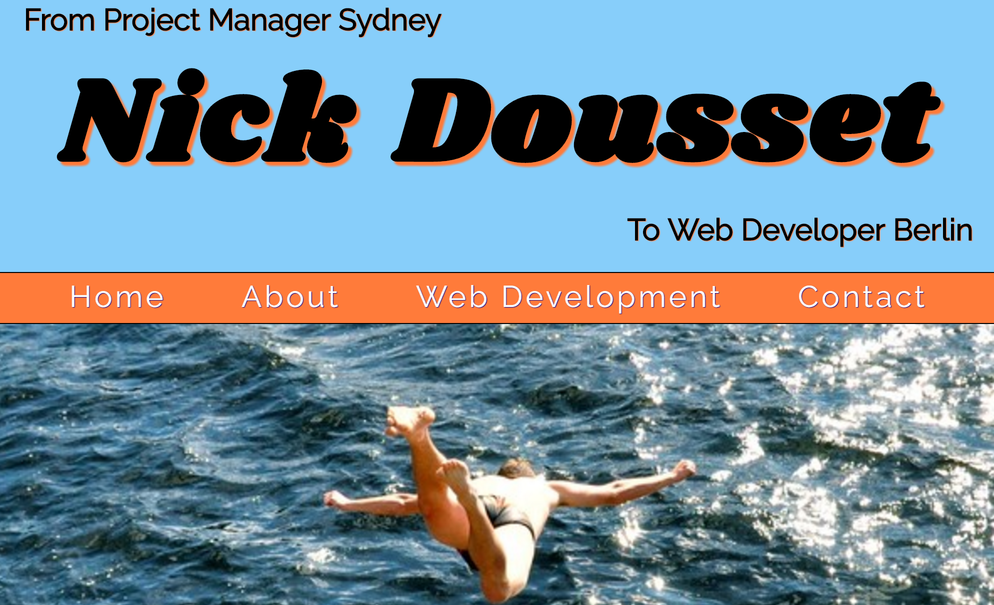 From Project Manager Sydney
Nick Dousset
To Web Developer Berlin
Home About Web Development Contact